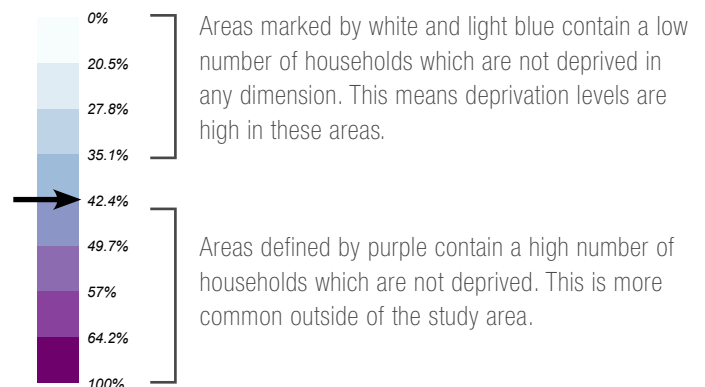 0%
20.5%
27.8%
35.1%
42.4%
49.7%
57%
64.2%
100%
Areas marked by white and light blue contain a low
number of households which are not deprived in
any dimension. This means deprivation levels are
high in these areas.
Areas defined by purple contain a high number of
households which are not deprived. This is more
common outside of the study area.